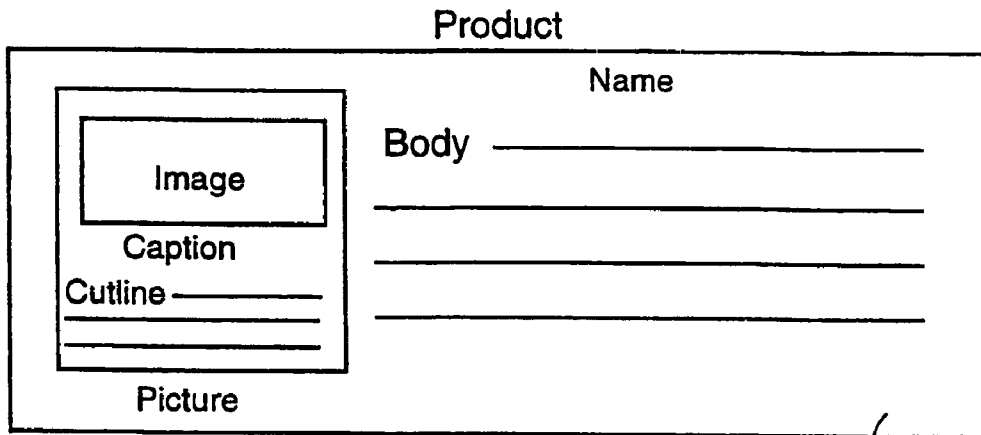 Product
Name
Body
Image
Caption
Cutline
Picture